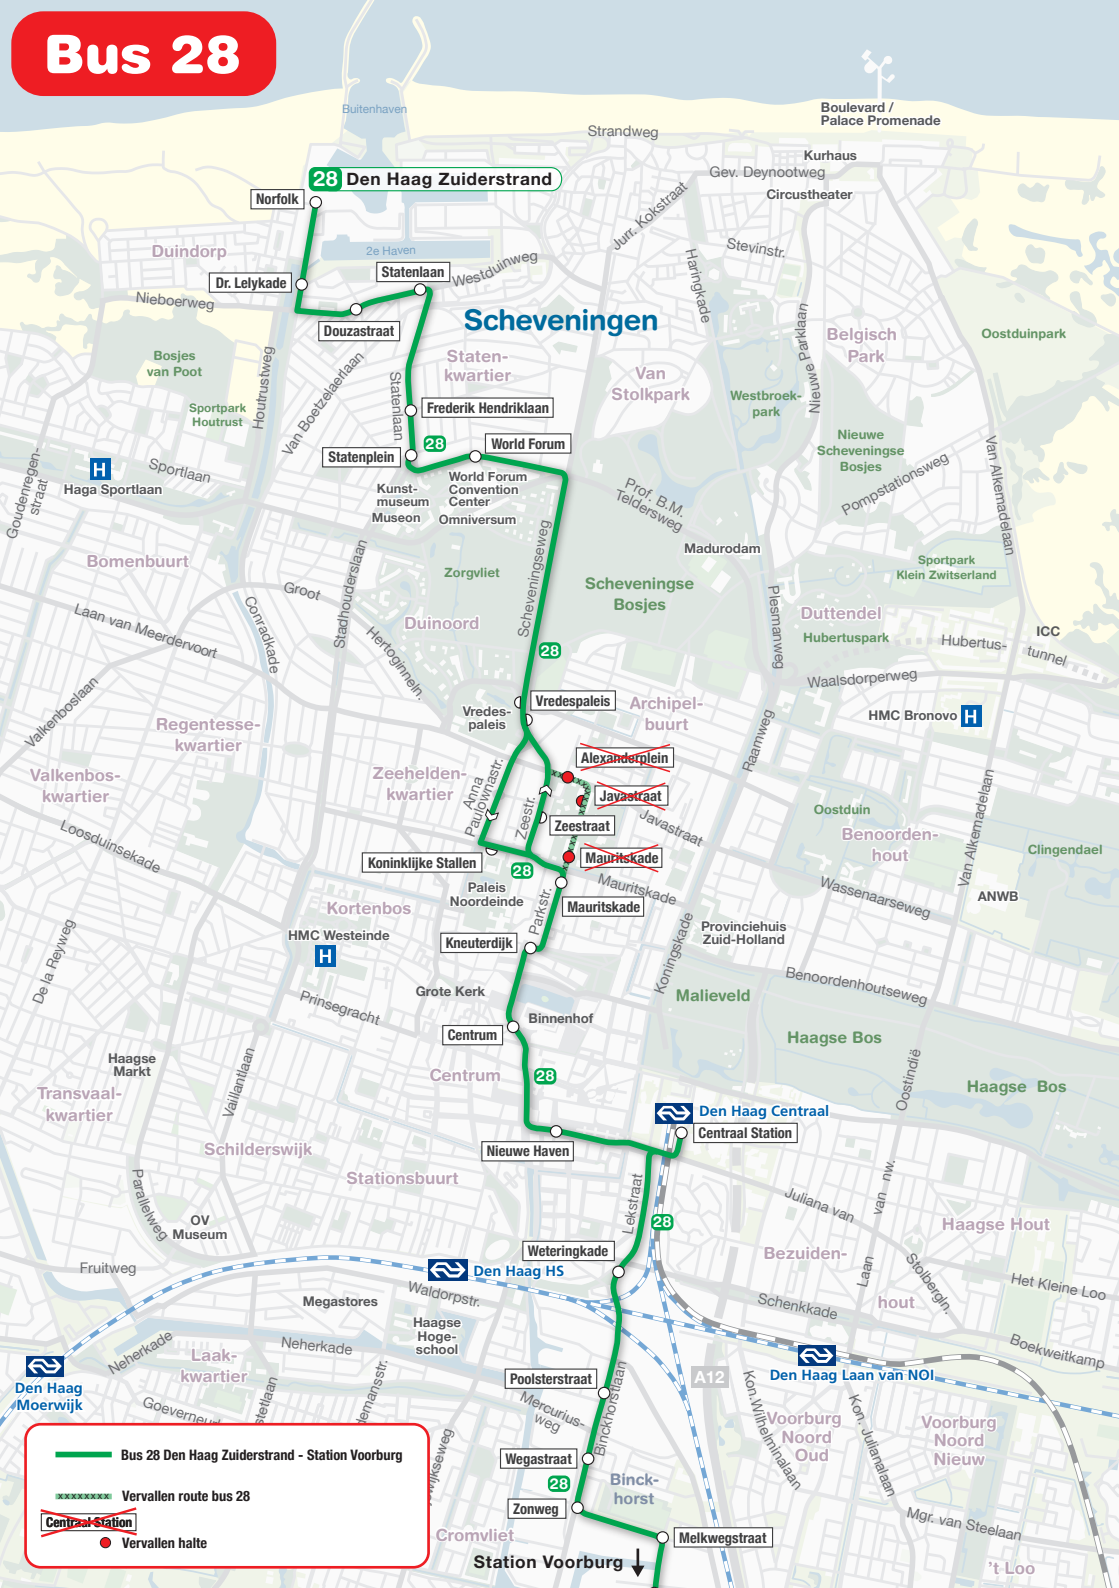 Bus 28
Buitenhaven
Boulevard /
Palace Promenade
Strandweg
Kurhaus
Gev. Deynootweg
Circustheater
28 Den Haag Zuiderstrand
Norfolk
Jurr. Kokstraat
Duindorp
2e Haven
Stevinstr.
Haringkade
Statenlaan
Westduinweg
Dr. Lelykade
Nieboerweg
Douzastraat
Scheveningen
Belgisch
Park
Oostduinpark
Nieuwe Parklaan
Bosjes
van Poot
Houtrustweg
Van Boetzelaerlaan
Staten-
kwartier
Van
Stolkpark
Statenlaan
Westbroek-
park
Sportpark
Houtrust
Frederik Hendriklaan
Nieuwe
Scheveningse
Bosjes
28
World Forum
Statenplein
Van Alkemadelaan
H
Haga Sportlaan
Sportlaan
Goudenregen-
straat
World Forum
Convention
Center
Kunst-
museum
Museon
Omniversum
Prof. B.M.
Teldersweg
Pompstationsweg
Madurodam
Bomenbuurt
Zorgvliet
Scheveningseweg
Scheveningse
Bosjes
Sportpark
Klein Zwitserland
Groot
Stadhouderslaan
Hertoginneln.
Conradkade
Laan van Meerdervoort
Duinoord
Plesmanweg
Duttendel
Hubertuspark
Hubertus-
tunnel
ICC
28
Waalsdorperweg
Valkenboslaan
Vredespaleis
Vredes-
paleis
Archipel-
buurt
HMC Bronovo
H
Regentesse-
kwartier
Raamweg
Alexanderplein
Zeehelden-
kwartier
Valkenbos-
kwartier
Anna
Paulownastr.
Zeestr.
Javastraat
Javastraat
Zeestraat
Oostduin
Benoorden-
hout
Van Alkemadelaan
Clingendael
Loosduinsekade
Koninklijke Stallen
28
Mauritskade
Mauritskade
Paleis
Noordeinde
Mauritskade
Parkstr.
Wassenaarseweg
ANWB
Kortenbos
HMC Westeinde
H
Kneuterdijk
Koningskade
Provinciehuis
Zuid-Holland
De la Reyweg
Benoordenhoutseweg
Prinsegracht
Grote Kerk
Malieveld
Binnenhof
Centrum
Haagse Bos
Haagse
Markt
Vaillantlaan
Centrum
28
Oostindië
Haagse Bos
Transvaal-
kwartier
Den Haag Centraal
Centraal Station
Nieuwe Haven
Schilderswijk
Stationsbuurt
Parallelweg
Lekstraat
Juliana van
van nw.
OV
Museum
28
Haagse Hout
Weteringkade
Bezuiden-
hout
Laan
Stolbergln.
Fruitweg
Den Haag HS
Waldorpstr.
Megastores
Haagse
Hoge-
school
Schenkkade
Het Kleine Loo
Boekweitkamp
Neherkade
Neherkade
Laak-
kwartier
Den Haag
Moerwijk
Den Haag Laan van NOI
Poolsterstraat
A12
Binckhorstlaan
Mercurius-
weg
Kon.Wilhelminalaan
Voorburg
Noord
Oud
Kon. Julianalaan
Voorburg
Noord
Nieuw
Wegastraat
28
Binck-
horst
Zonweg
Mgr. van Steelaan
Cromvliet
Melkwegstraat
Station Voorburg
't Loo
Bus 28 Den Haag Zuiderstrand - Station Voorburg
Vervallen route bus 28
Centraal Station
Vervallen halte